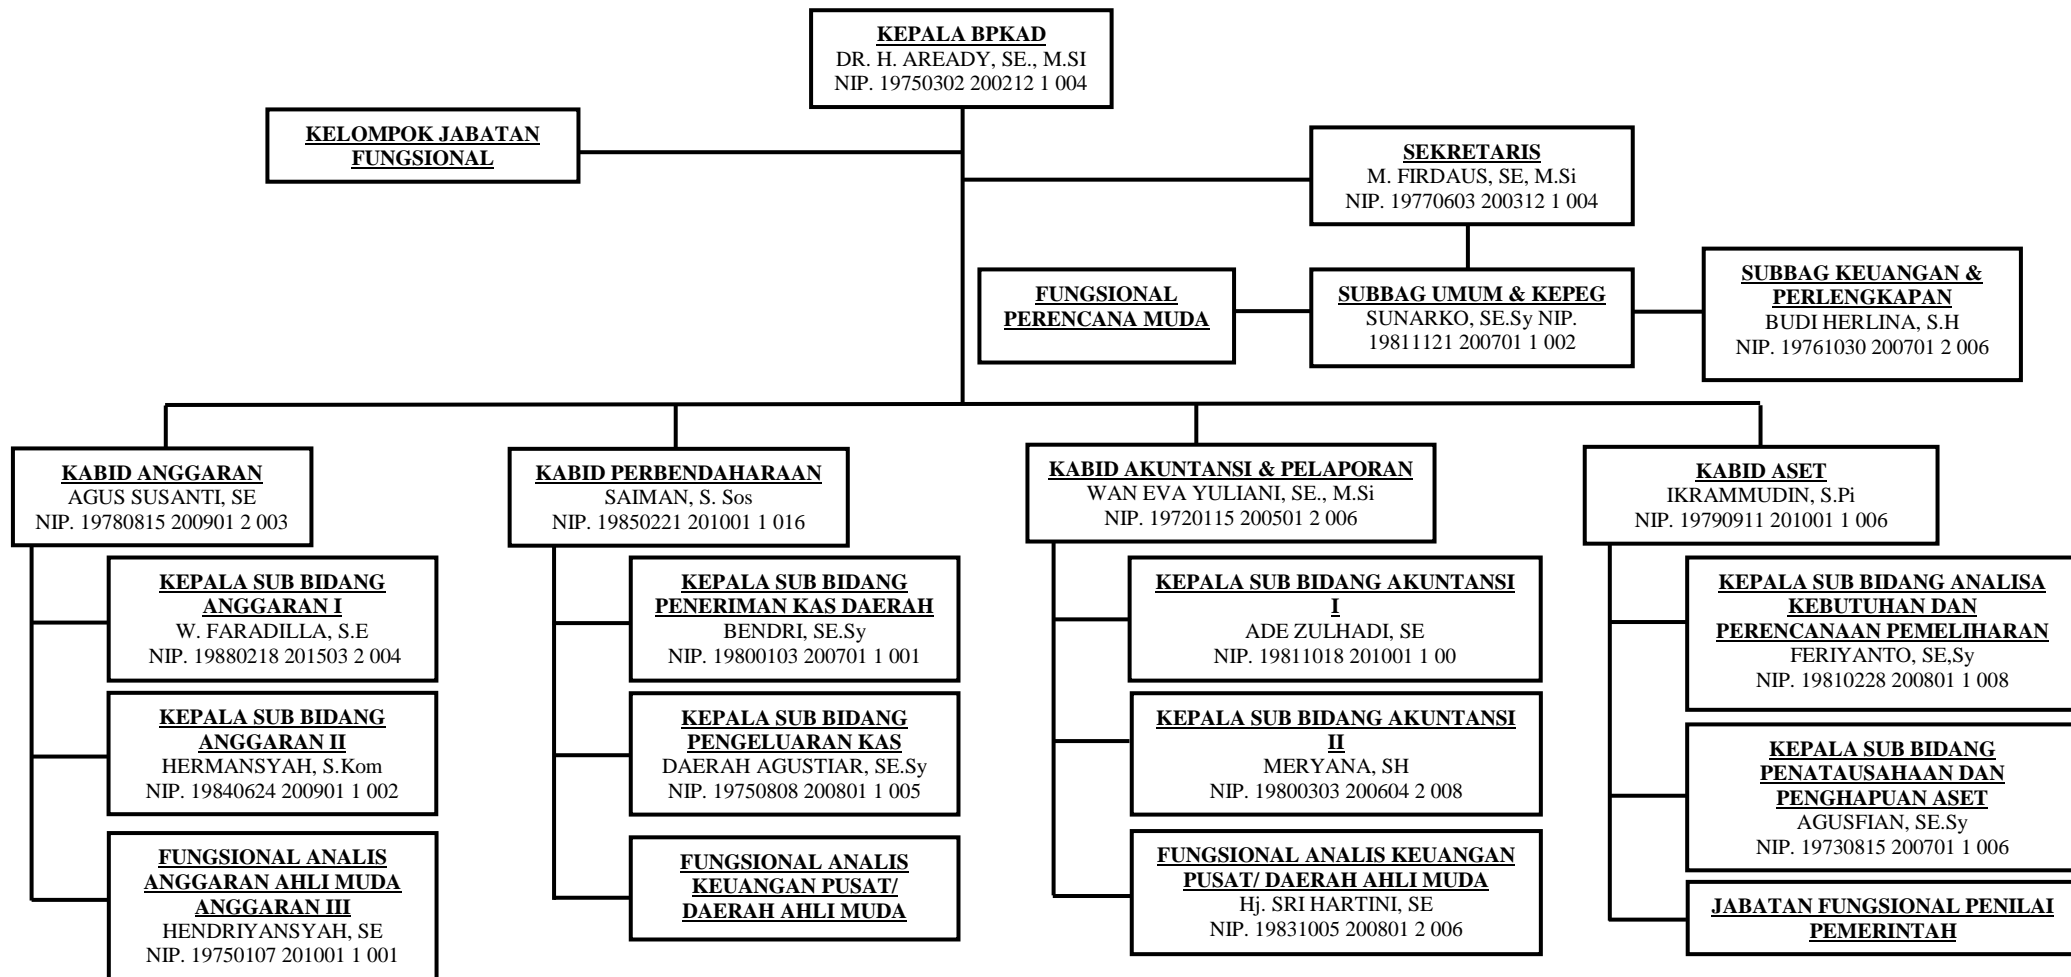 KEPALA BPKAD
DR. H. AREADY, SE., M.SI
NIP. 19750302 200212 1 004
KELOMPOK JABATAN
FUNGSIONAL
SEKRETARIS
M. FIRDAUS, SE, M.Si
NIP. 19770603 200312 1 004
FUNGSIONAL
PERENCANA MUDA
SUBBAG UMUM & KEPEG
SUNARKO, SE.Sy NIP.
19811121 200701 1 002
SUBBAG KEUANGAN &
PERLENGKAPAN
BUDI HERLINA, S.H
NIP. 19761030 200701 2 006
KABID ANGGARAN
AGUS SUSANTI, SE
NIP. 19780815 200901 2 003
KEPALA SUB BIDANG
ANGGARAN I
W. FARADILLA, S.E
NIP. 19880218 201503 2 004
KEPALA SUB BIDANG
ANGGARAN II
HERMANSYAH, S.Kom
NIP. 19840624 200901 1 002
FUNGSIONAL ANALIS
ANGGARAN AHLI MUDA
ANGGARAN III
HENDRIYANSYAH, SE
NIP. 19750107 201001 1 001
KABID PERBENDAHARAAN
SAIMAN, S. Sos
NIP. 19850221 201001 1 016
KEPALA SUB BIDANG
PENERIMAN KAS DAERAH
BENDRI, SE.Sy
NIP. 19800103 200701 1 001
KEPALA SUB BIDANG
PENGELUARAN KAS
DAERAH AGUSTIAR, SE.Sy
NIP. 19750808 200801 1 005
FUNGSIONAL ANALIS
KEUANGAN PUSAT/
DAERAH AHLI MUDA
KABID AKUNTANSI & PELAPORAN
WAN EVA YULIANI, SE., M.Si
NIP. 19720115 200501 2 006
KEPALA SUB BIDANG AKUNTANSI
I
ADE ZULHADI, SE
NIP. 19811018 201001 1 00
KEPALA SUB BIDANG AKUNTANSI
II
MERYANA, SH
NIP. 19800303 200604 2 008
FUNGSIONAL ANALIS KEUANGAN
PUSAT/ DAERAH AHLI MUDA
Hj. SRI HARTINI, SE
NIP. 19831005 200801 2 006
KABID ASET
IKRAMMUDIN, S.Pi
NIP. 19790911 201001 1 006
KEPALA SUB BIDANG ANALISA
KEBUTUHAN DAN
PERENCANAAN PEMELIHARAN
FERIYANTO, SE,Sy
NIP. 19810228 200801 1 008
KEPALA SUB BIDANG
PENATAUSAHAAN DAN
PENGHAPUAN ASET
AGUSFIAN, SE.Sy
NIP. 19730815 200701 1 006
JABATAN FUNGSIONAL PENILAI
PEMERINTAH